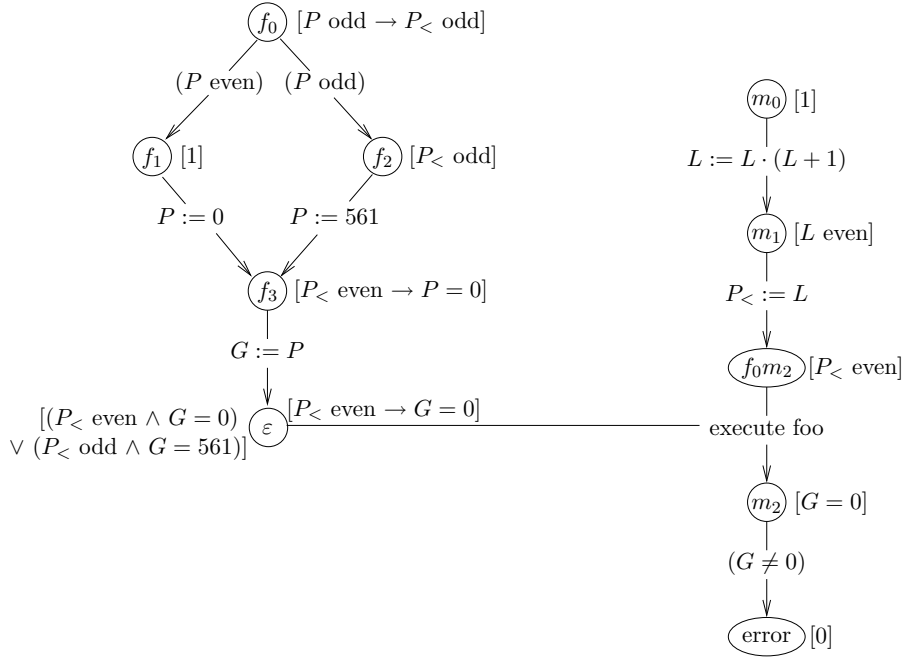 f₀ [P odd → P< odd]
(P even) (P odd)
m₀ [1]
f₁ [1] f₂ [P< odd]
L := L · (L + 1)
P := 0 P := 561
m₁ [L even]
f₃ [P< even → P = 0]
P< := L
G := P
f₀m₂ [P< even]
[(P< even ∧ G = 0) ε [P< even → G = 0]
∨ (P< odd ∧ G = 561)]
execute foo
m₂ [G = 0]
(G ≠ 0)
error [0]